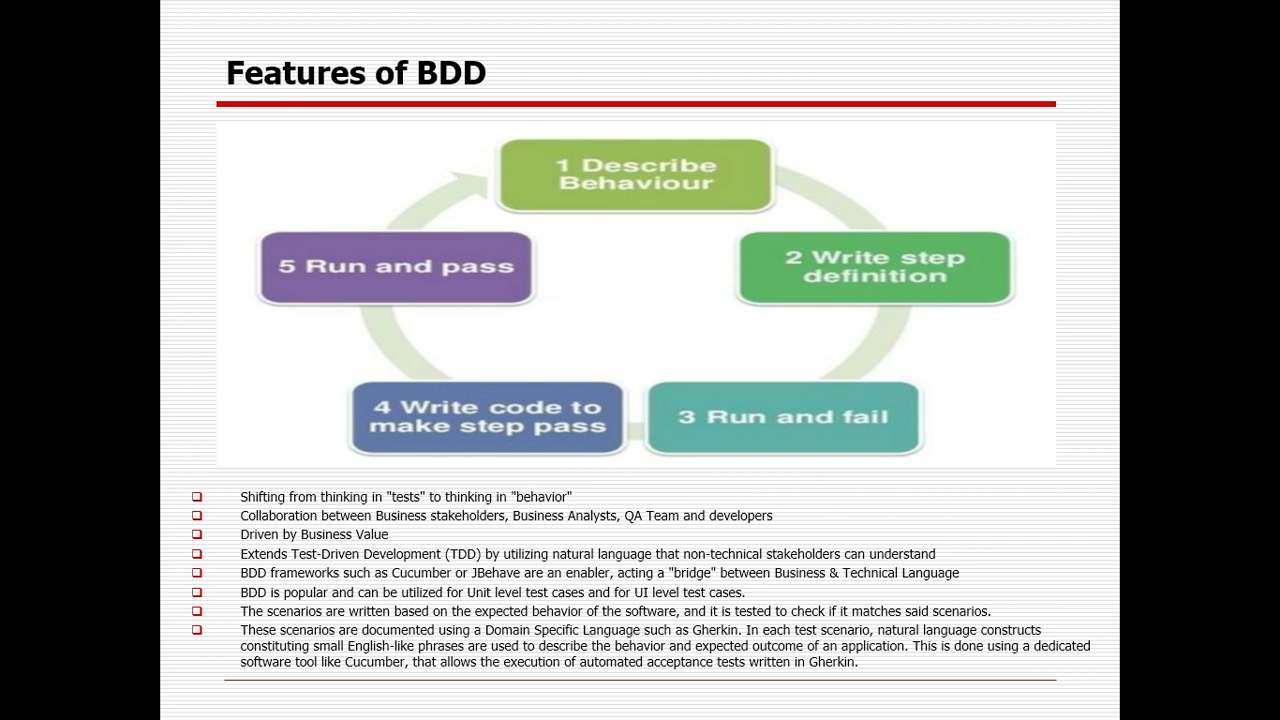 Features of BDD
1 Describe
Behaviour
2 Write step
definition
3 Run and fail
4 Write code to
make step pass
5 Run and pass
Shifting from thinking in "tests" to thinking in "behavior"
Collaboration between Business stakeholders, Business Analysts, QA Team and developers
Driven by Business Value
Extends Test-Driven Development (TDD) by utilizing natural language that non-technical stakeholders can understand
BDD frameworks such as Cucumber or JBehave are an enabler, acting a "bridge" between Business & Technical Language
BDD is popular and can be utilized for Unit level test cases and for UI level test cases.
The scenarios are written based on the expected behavior of the software, and it is tested to check if it matches said scenarios.
These scenarios are documented using a Domain Specific Language such as Gherkin. In each test scenario, natural language constructs
constituting small English-like phrases are used to describe the behavior and expected outcome of an application. This is done using a dedicated
software tool like Cucumber, that allows the execution of automated acceptance tests written in Gherkin.